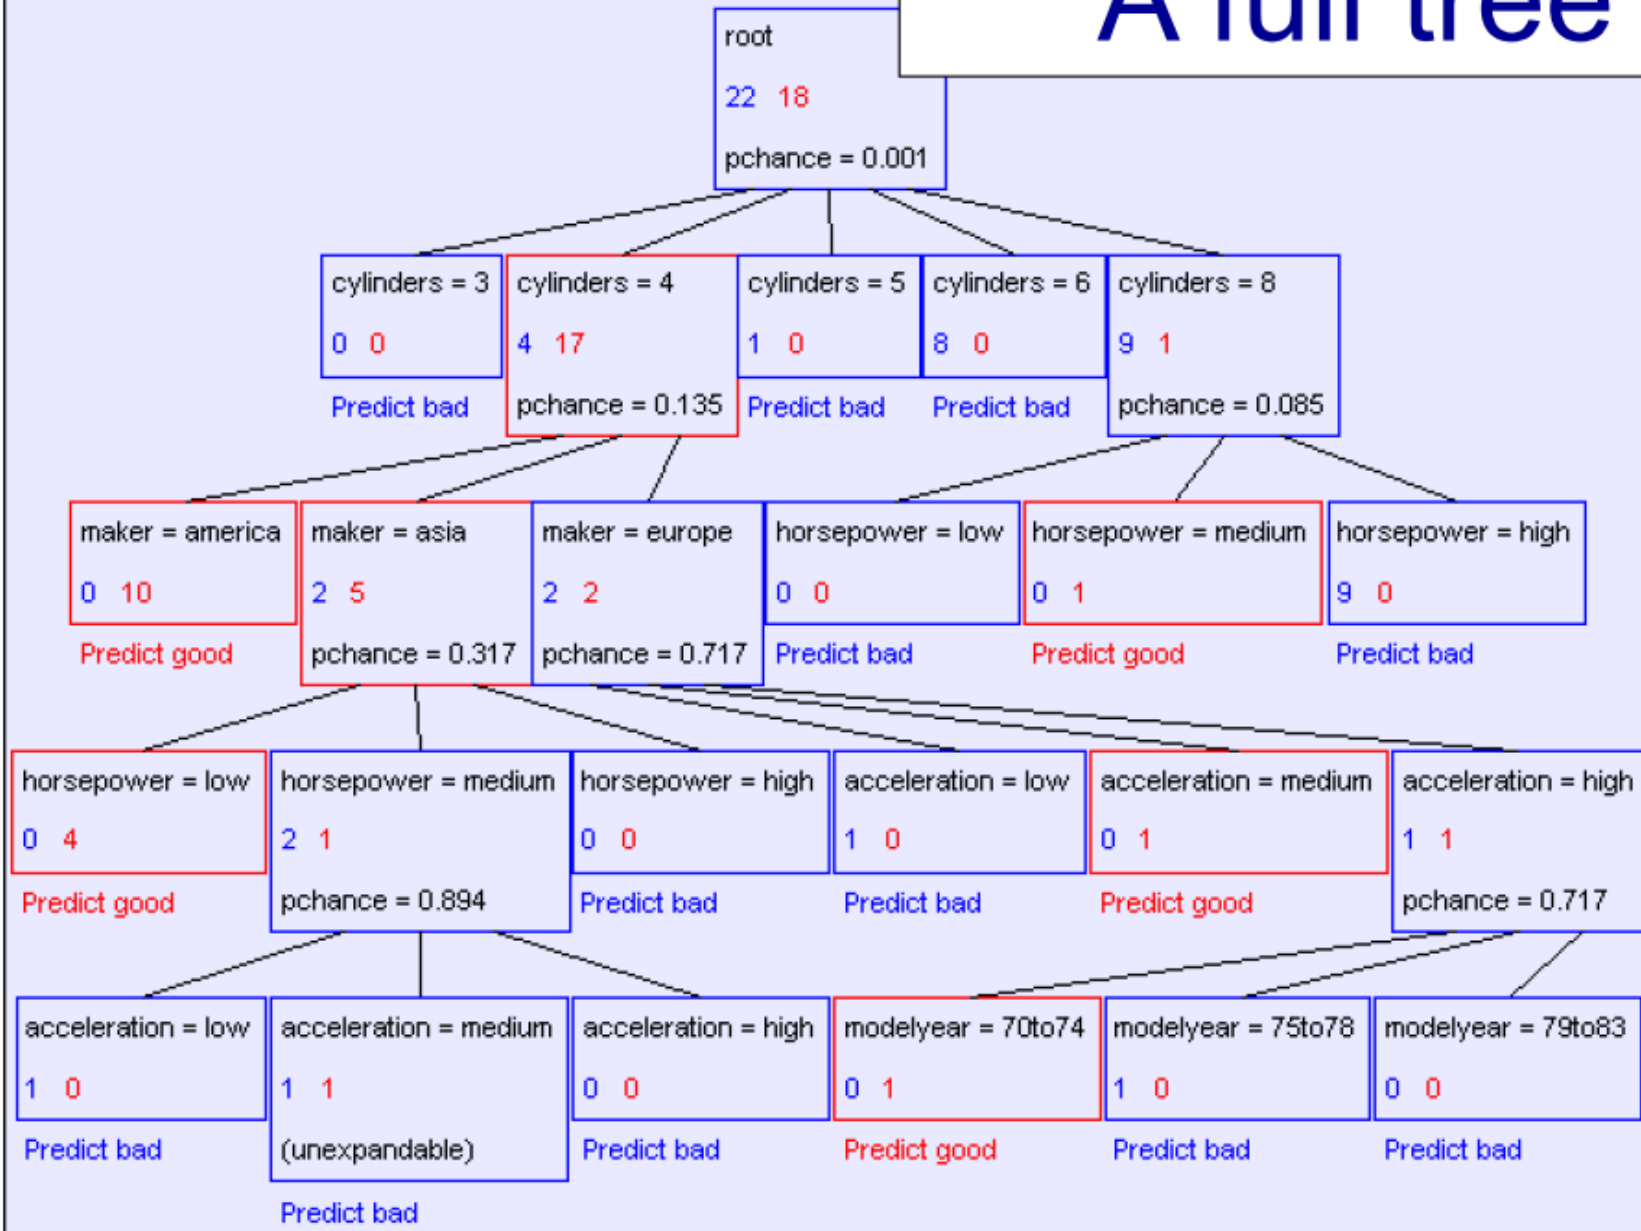 A full tree
root
22 18
pchance = 0.001
cylinders = 3 cylinders = 4 cylinders = 5 cylinders = 6 cylinders = 8
0 0 4 17 1 0 8 0 9 1
Predict bad pchance = 0.135 Predict bad Predict bad pchance = 0.085
maker = america maker = asia maker = europe horsepower = low horsepower = medium horsepower = high
0 10 2 5 2 2 0 0 0 1 9 0
Predict good pchance = 0.317 pchance = 0.717 Predict bad Predict good Predict bad
horsepower = low horsepower = medium horsepower = high acceleration = low acceleration = medium acceleration = high
0 4 2 1 0 0 1 0 0 1 1 1
Predict good pchance = 0.894 Predict bad Predict bad Predict good pchance = 0.717
acceleration = low acceleration = medium acceleration = high modelyear = 70to74 modelyear = 75to78 modelyear = 79to83
1 0 1 1 0 0 0 1 1 0 0 0
Predict bad (unexpandable) Predict bad Predict good Predict bad Predict bad
Predict bad